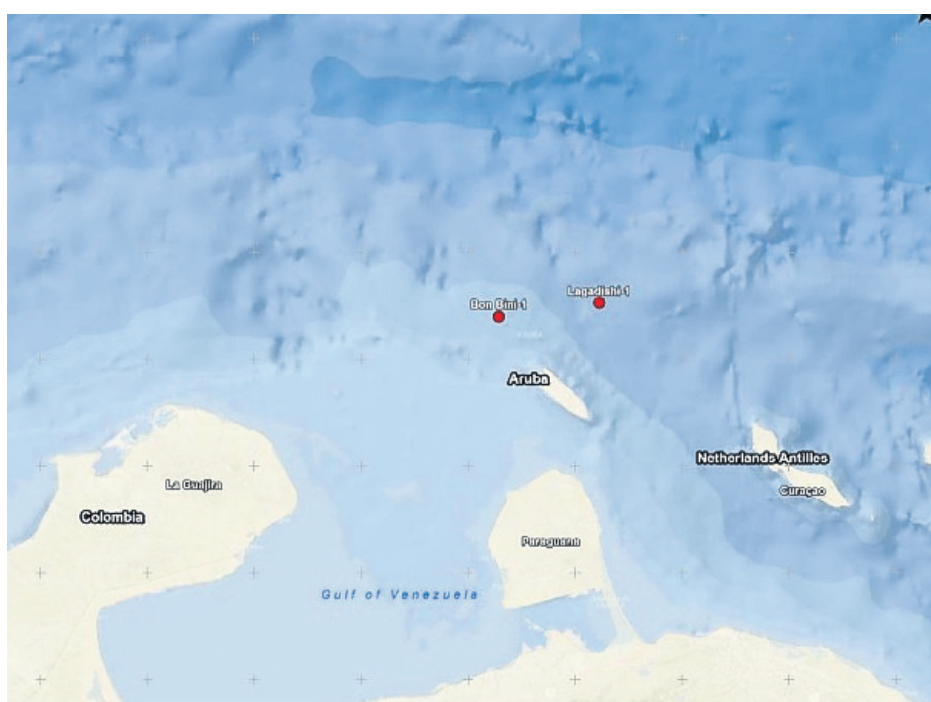 Lagadishi-1
Bon Bini-1
Aruba
Netherlands Antilles
La Guajira
Curaçao
Colombia
Paraguana
Gulf of Venezuela